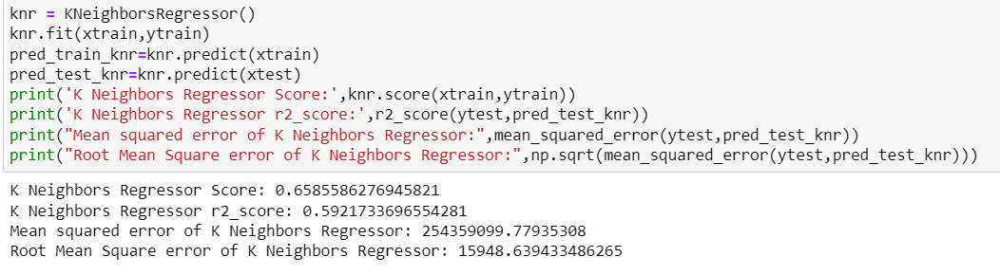 knr = KNeighborsRegressor()
knr.fit(xtrain,ytrain)
pred_train_knr=knr.predict(xtrain)
pred_test_knr=knr.predict(xtest)
print('K Neighbors Regressor Score:',knr.score(xtrain,ytrain))
print('K Neighbors Regressor r2_score:',r2_score(ytest,pred_test_knr))
print("Mean squared error of K Neighbors Regressor:",mean_squared_error(ytest,pred_test_knr))
print("Root Mean Square error of K Neighbors Regressor:",np.sqrt(mean_squared_error(ytest,pred_test_knr)))
K Neighbors Regressor Score: 0.6585586276945821
K Neighbors Regressor r2_score: 0.5921733696554281
Mean squared error of K Neighbors Regressor: 254359099.77935308
Root Mean Square error of K Neighbors Regressor: 15948.639433486265